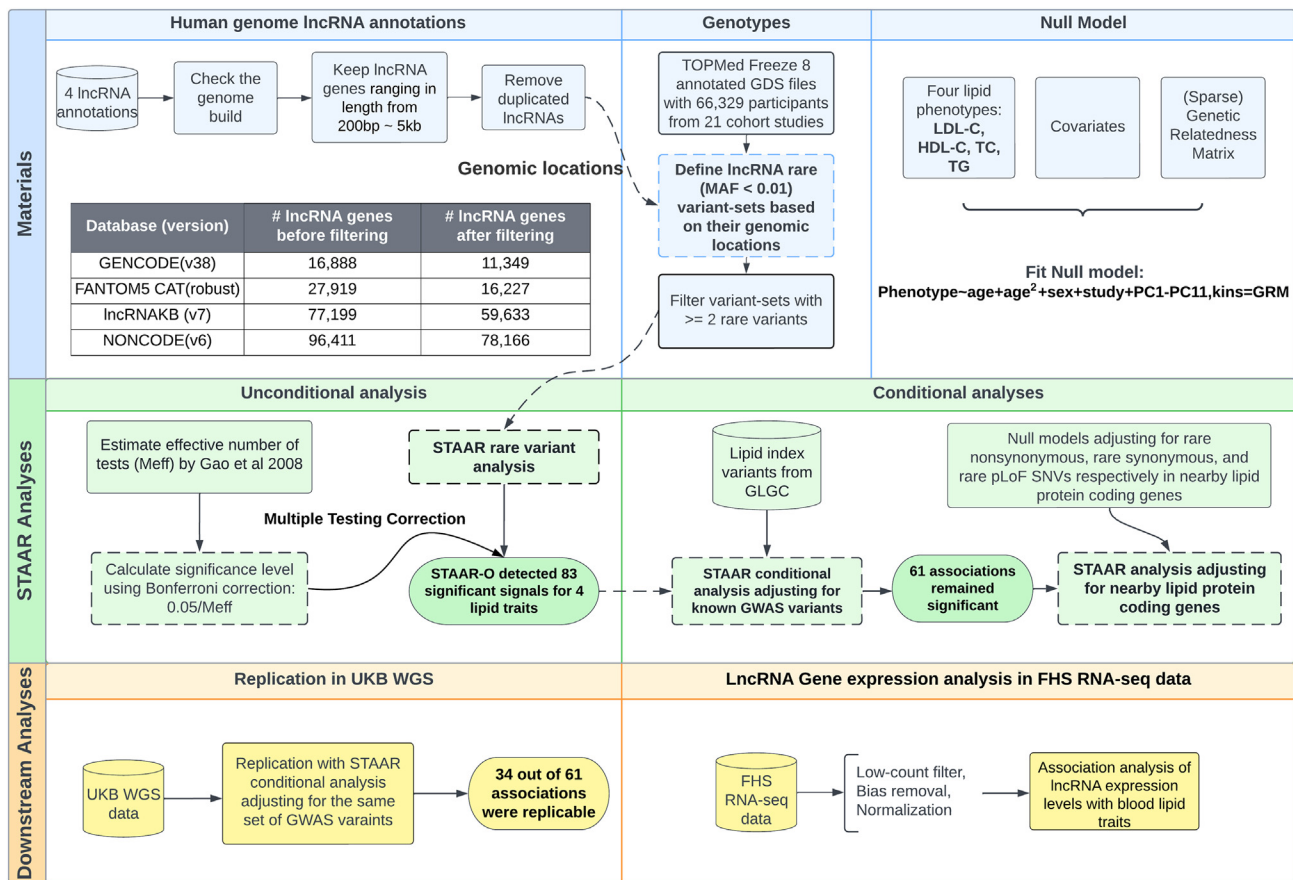 Materials
Human genome lncRNA annotations
Genotypes
Null Model
4 lncRNA
annotations
Check the
genome
build
Keep lncRNA
genes ranging in
length from
200bp ~ 5kb
Remove
duplicated
lncRNAs
Genomic locations
Database (version)
# lncRNA genes
before filtering
# lncRNA genes
after filtering
GENCODE(v38) 16,888 11,349
FANTOM5 CAT(robust) 27,919 16,227
lncRNAKB (v7) 77,199 59,633
NONCODE(v6) 96,411 78,166
TOPMed Freeze 8
annotated GDS files
with 66,329 participants
from 21 cohort studies
Define lncRNA rare
(MAF < 0.01)
variant-sets based
on their genomic
locations
Filter variant-sets with
>= 2 rare variants
Four lipid
phenotypes:
LDL-C,
HDL-C, TC,
TG
Covariates
(Sparse)
Genetic
Relatedness
Matrix
Fit Null model:
Phenotype~age+age²+sex+study+PC1-PC11,kins=GRM
STAAR Analyses
Unconditional analysis
Conditional analyses
Estimate effective number of
tests (Meff) by Gao et al 2008
Calculate significance level
using Bonferroni correction:
0.05/Meff
Multiple Testing Correction
STAAR rare variant
analysis
STAAR-O detected 83
significant signals for 4
lipid traits
Lipid index
variants from
GLGC
STAAR conditional
analysis adjusting for
known GWAS variants
61 associations
remained
significant
Null models adjusting for rare
nonsynonymous, rare synonymous, and
rare pLoF SNVs respectively in nearby lipid
protein coding genes
STAAR analysis adjusting
for nearby lipid protein
coding genes
Downstream Analyses
Replication in UKB WGS
LncRNA Gene expression analysis in FHS RNA-seq data
UKB WGS
data
Replication with STAAR
conditional analysis
adjusting for the same
set of GWAS varaints
34 out of 61
associations
were replicable
FHS
RNA-seq
data
Low-count filter,
Bias removal,
Normalization
Association analysis of
lncRNA expression
levels with blood lipid
traits